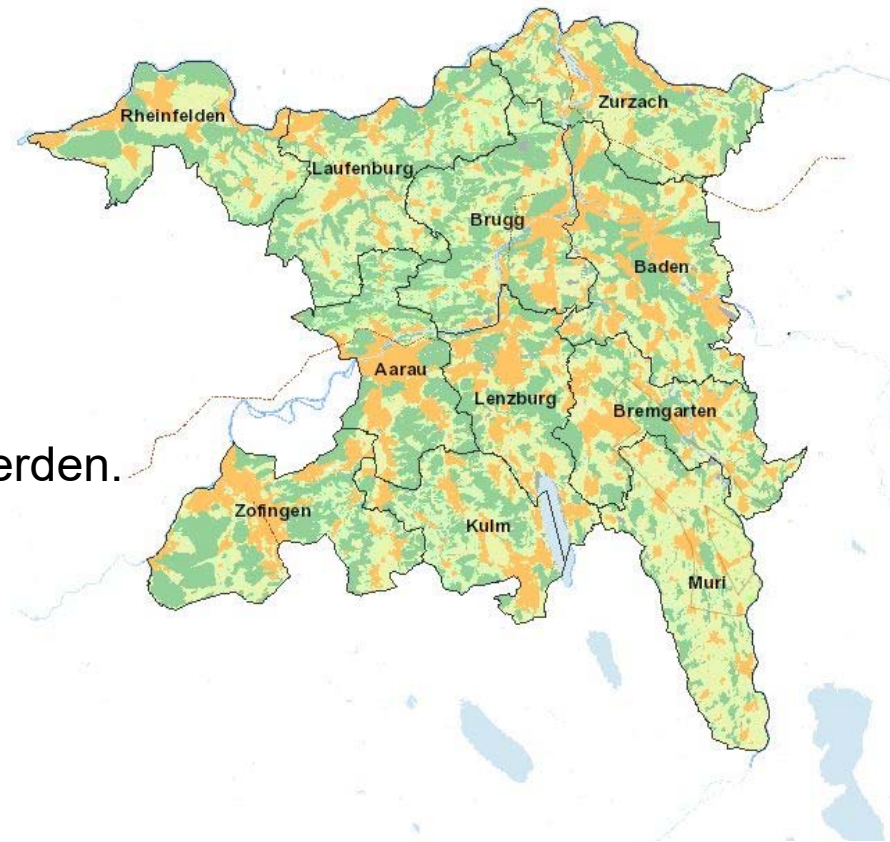 Zurzach
Rheinfelden
Laufenburg
Brugg
Baden
Aarau
Lenzburg
Bremgarten
erden.
Zofingen
Kulm
Muri